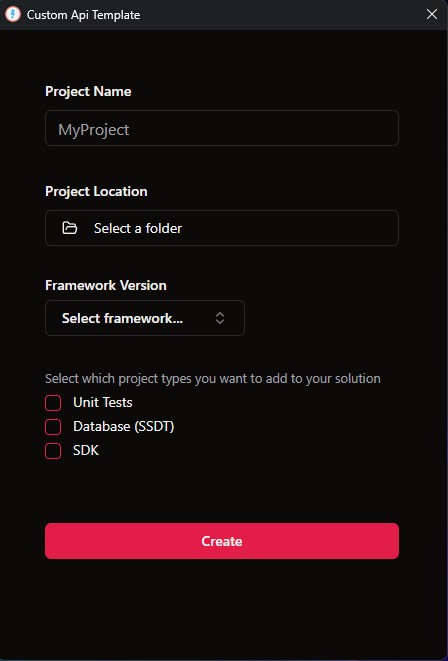 Custom Api Template
Project Name
MyProject
Project Location
Select a folder
Framework Version
Select framework...
Select which project types you want to add to your solution
Unit Tests
Database (SSDT)
SDK
Create